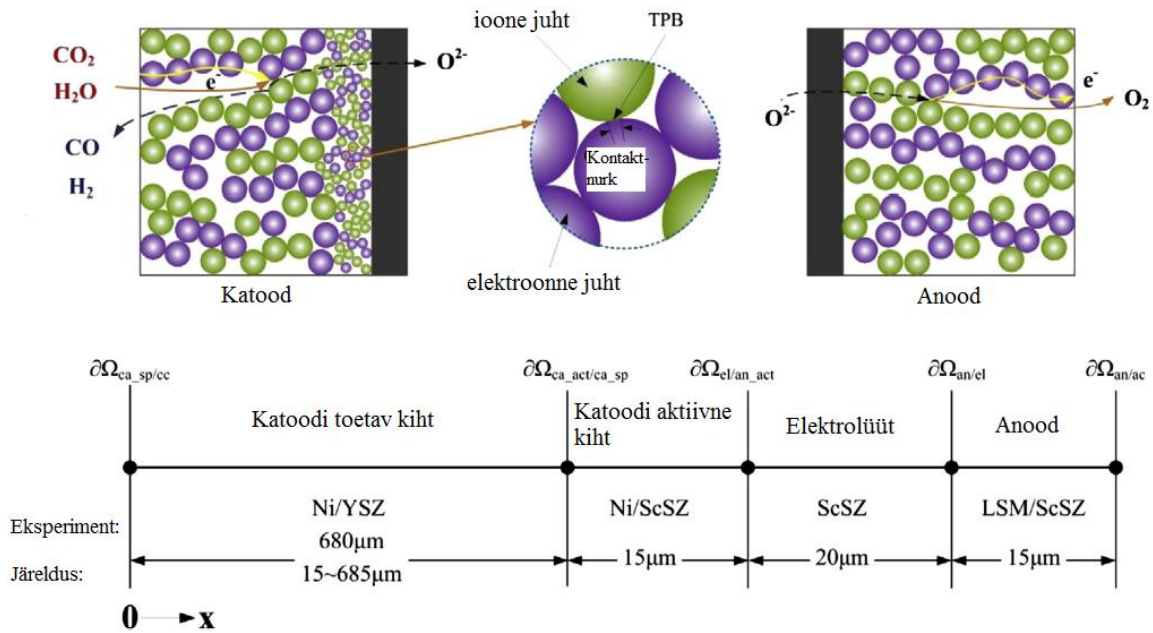 ioone juht
TPB
CO₂
H₂O
e⁻
O²⁻
CO
H₂
Kontakt-
nurk
elektroonne juht
Katood
O²⁻
e⁻
O₂
Anood
∂Ωca_sp/cc
∂Ωca_act/ca_sp
∂Ωel/an_act
∂Ωan/el
∂Ωan/ac
Katoodi toetav kiht
Katoodi aktiivne
kiht
Elektrolüüt
Anood
Eksperiment:
Ni/YSZ
Ni/ScSZ
ScSZ
LSM/ScSZ
680μm
15μm
20μm
15μm
Järeldus:
15~685μm
0
x